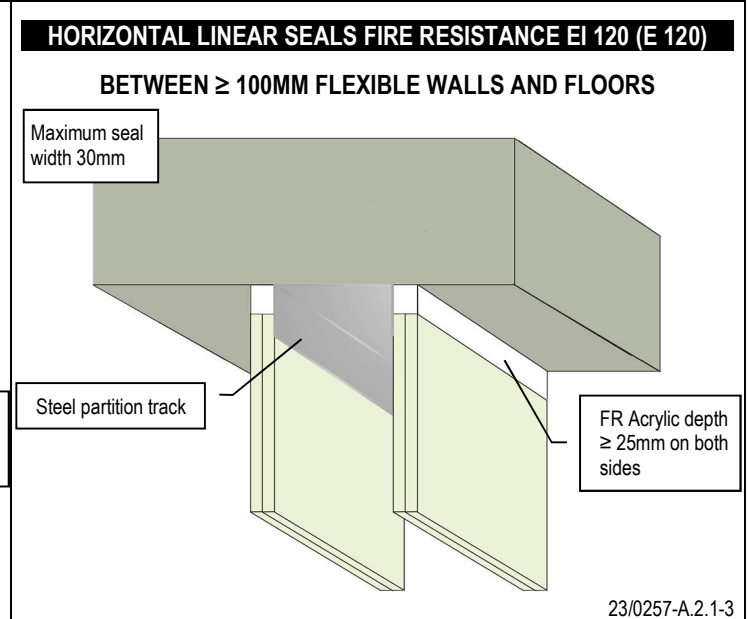 HORIZONTAL LINEAR SEALS FIRE RESISTANCE EI 120 (E 120)
BETWEEN ≥ 100MM FLEXIBLE WALLS AND FLOORS
Maximum seal
width 30mm
Steel partition track
FR Acrylic depth
≥ 25mm on both
sides
23/0257-A.2.1-3